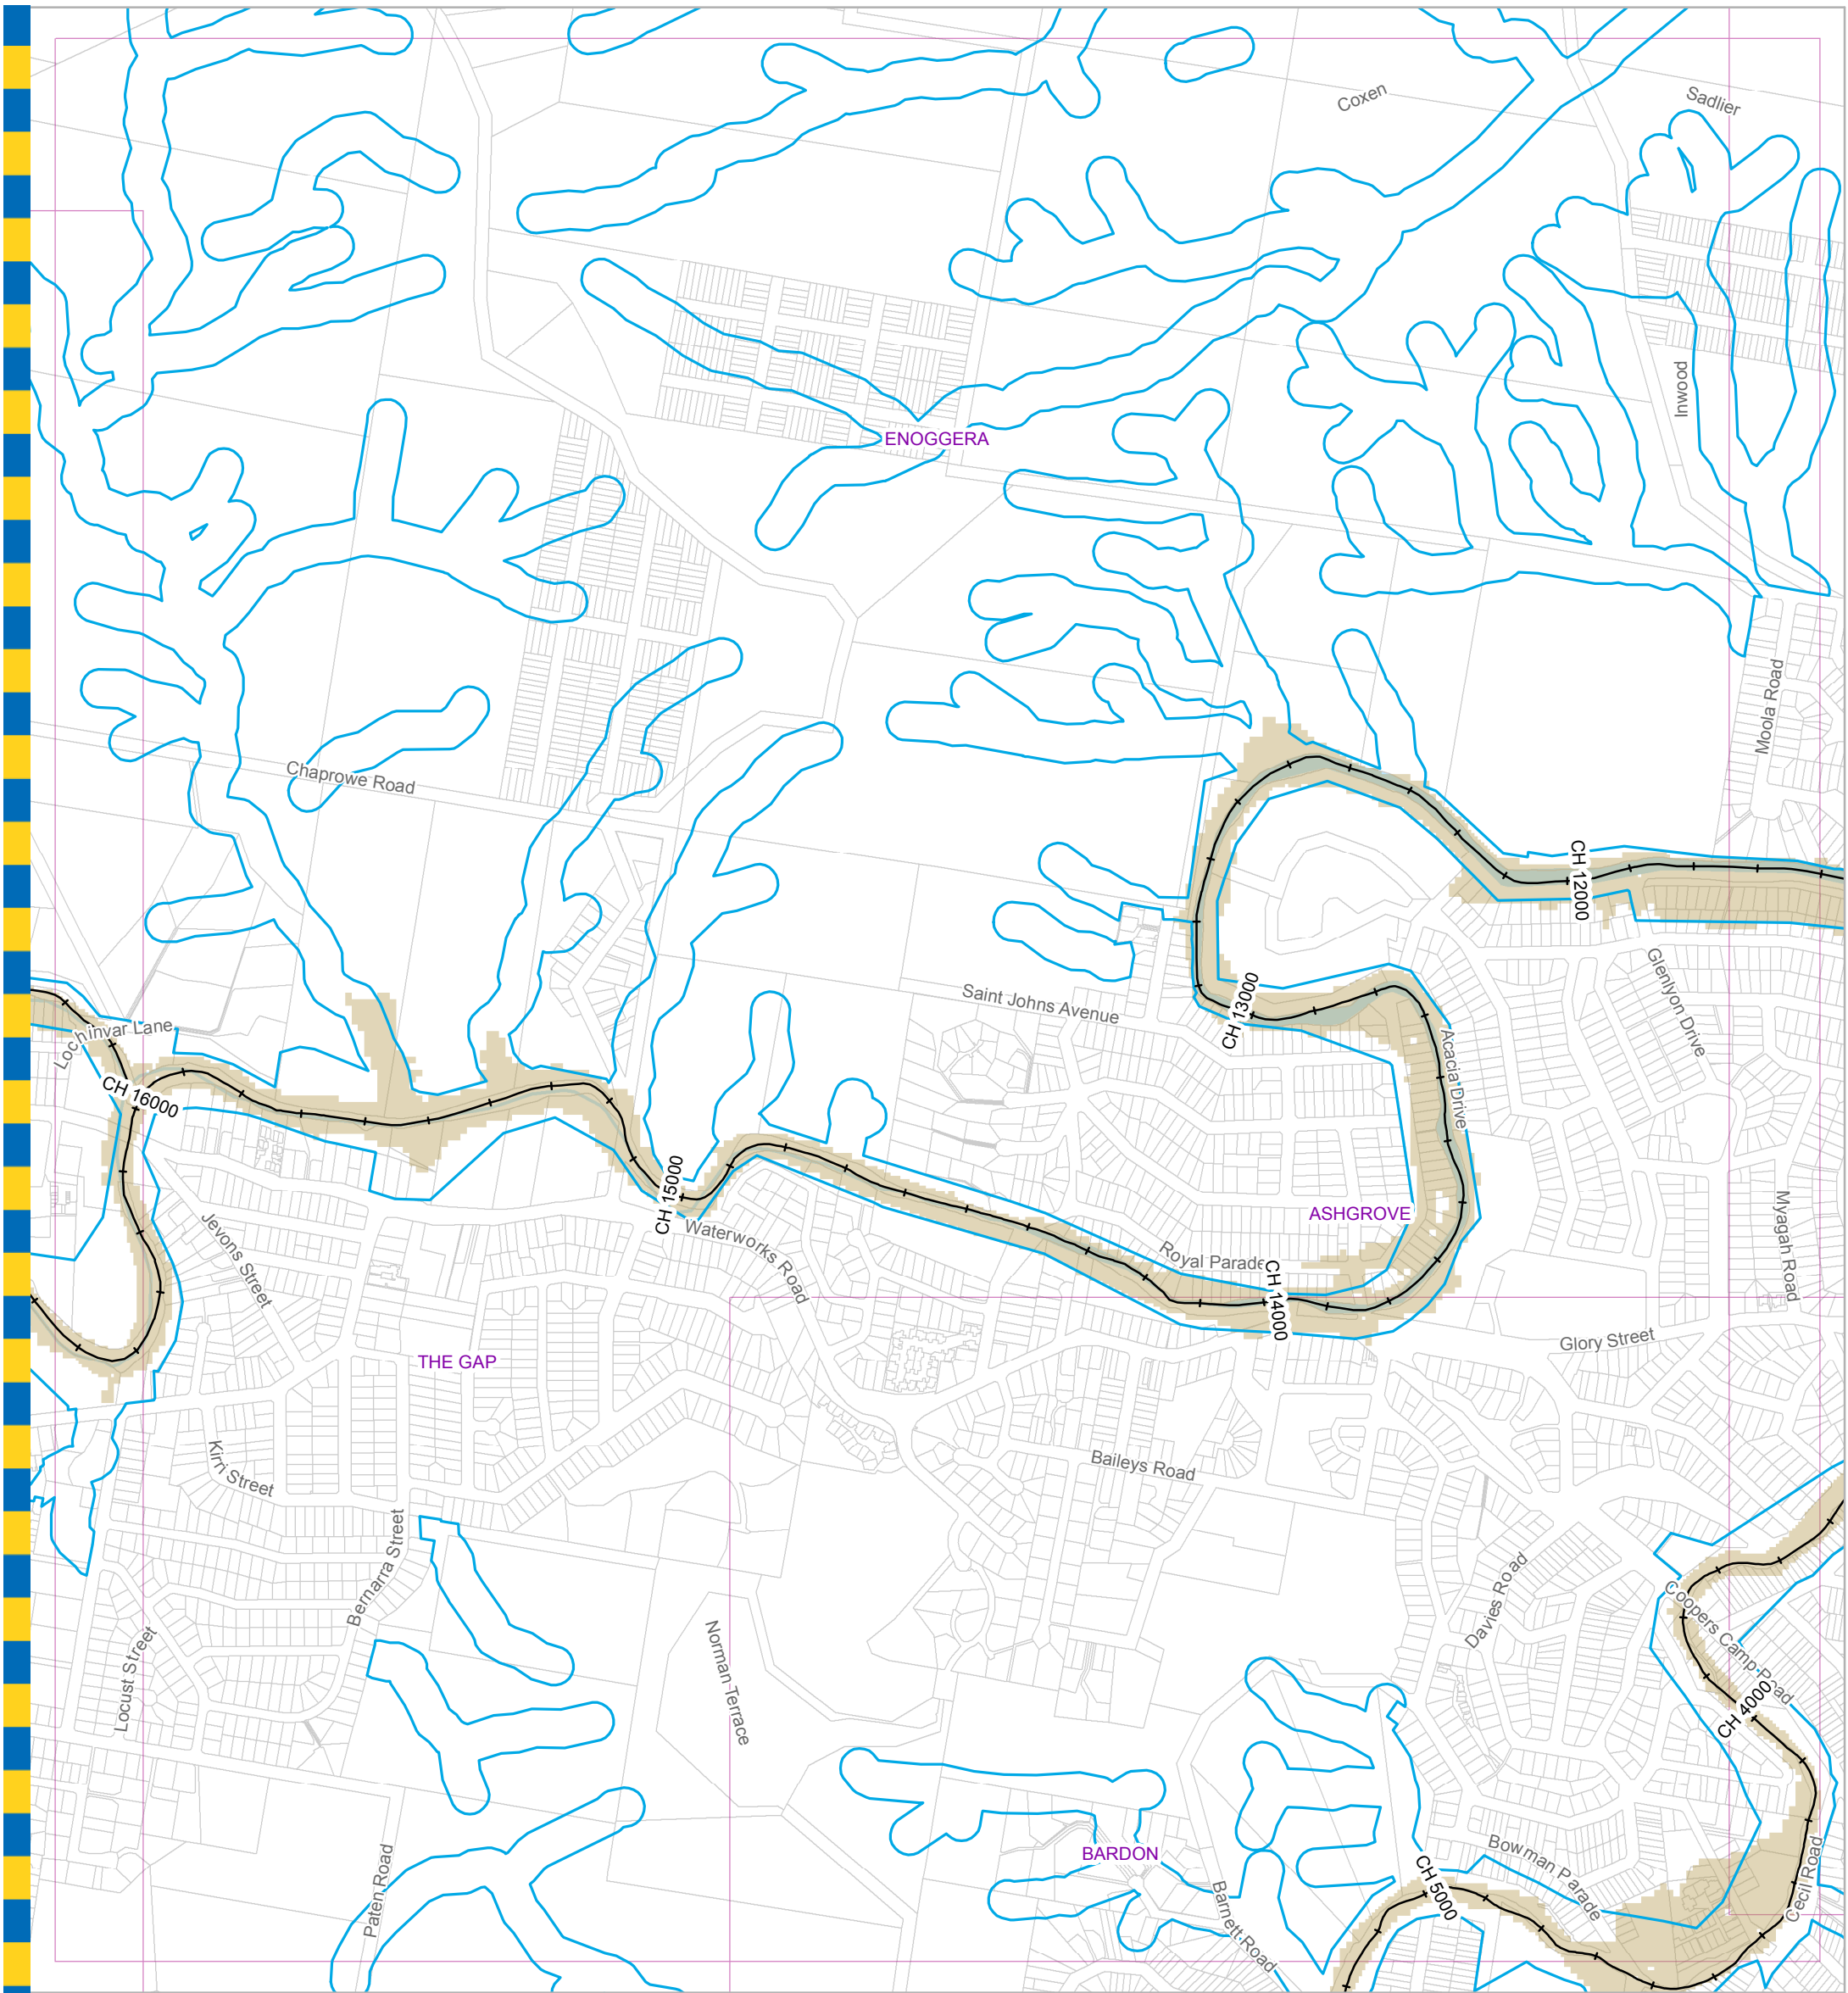 Coxen
Sadlier
Inwood
ENOGGERA
Moola Road
Chaprowe Road
CH 12000
Glenlyon Drive
Saint Johns Avenue
CH 13000
Lochinvar Lane
Acacia Drive
CH 16000
CH 15000
Myagah Road
ASHGROVE
Jevons Street
Waterworks Road
Royal Parade
CH 14000
Glory Street
THE GAP
Baileys Road
Kirri Street
Bernarra Street
Davies Road
Coopers Camp Road
Locust Street
Norman Terrace
CH 4000
BARDON
Bowman Parade
Cecil Road
Paten Road
CH 5000
Barnett Road